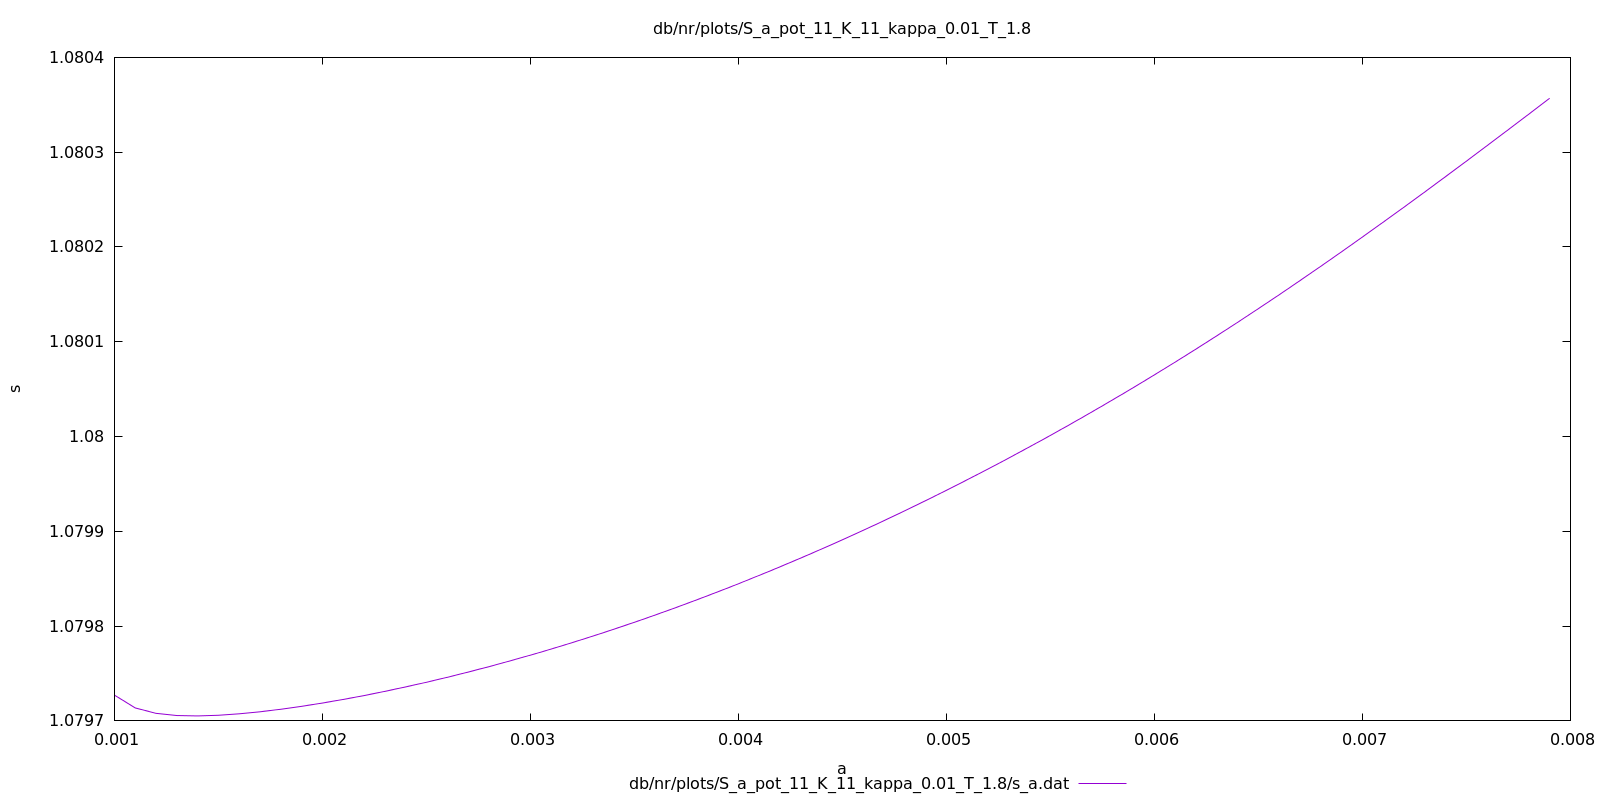 db/nr/plots/S_a_pot_11_K_11_kappa_0.01_T_1.8
1.0804
1.0803
1.0802
1.0801
1.08
1.0799
1.0798
1.0797
s
0.001 0.002 0.003 0.004 0.005 0.006 0.007 0.008
a
db/nr/plots/S_a_pot_11_K_11_kappa_0.01_T_1.8/s_a.dat